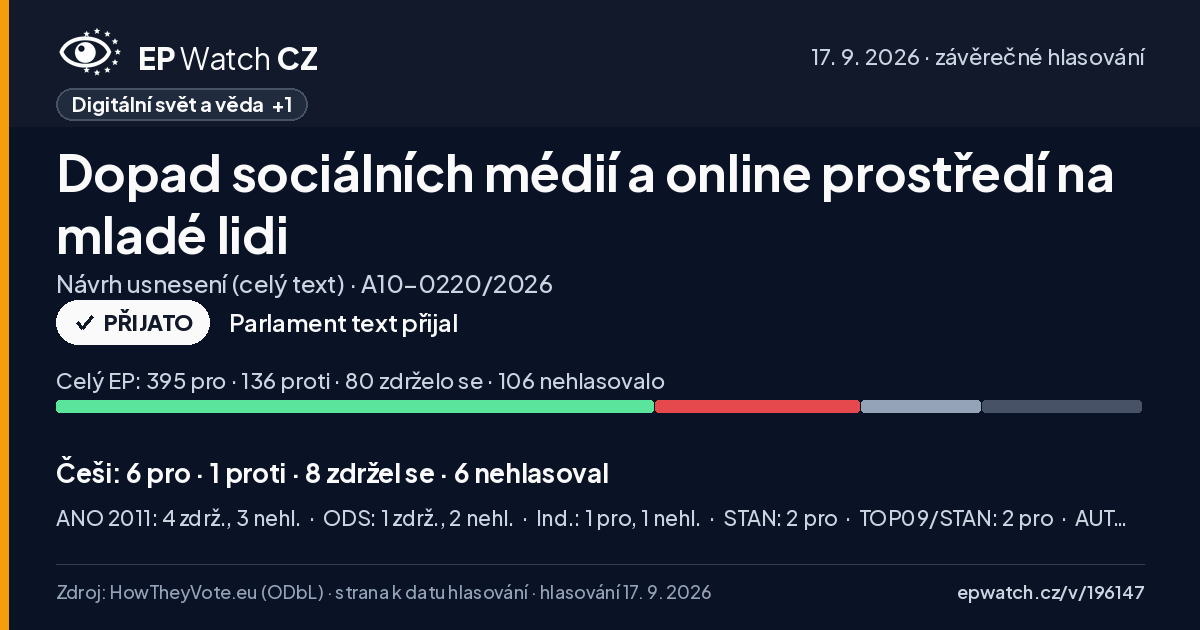 EP Watch CZ
17. 9. 2026 · závěrečné hlasování
Digitální svět a věda +1
Dopad sociálních médií a online prostředí na
mladé lidi
Návrh usnesení (celý text) · A10-0220/2026
✓ PŘIJATO Parlament text přijal
Celý EP: 395 pro · 136 proti · 80 zdrželo se · 106 nehlasovalo
Češi: 6 pro · 1 proti · 8 zdržel se · 6 nehlasoval
ANO 2011: 4 zdrž., 3 nehl. · ODS: 1 zdrž., 2 nehl. · Ind.: 1 pro, 1 nehl. · STAN: 2 pro · TOP09/STAN: 2 pro · AUT…
Zdroj: HowTheyVote.eu (ODbL) · strana k datu hlasování · hlasování 17. 9. 2026
epwatch.cz/v/196147